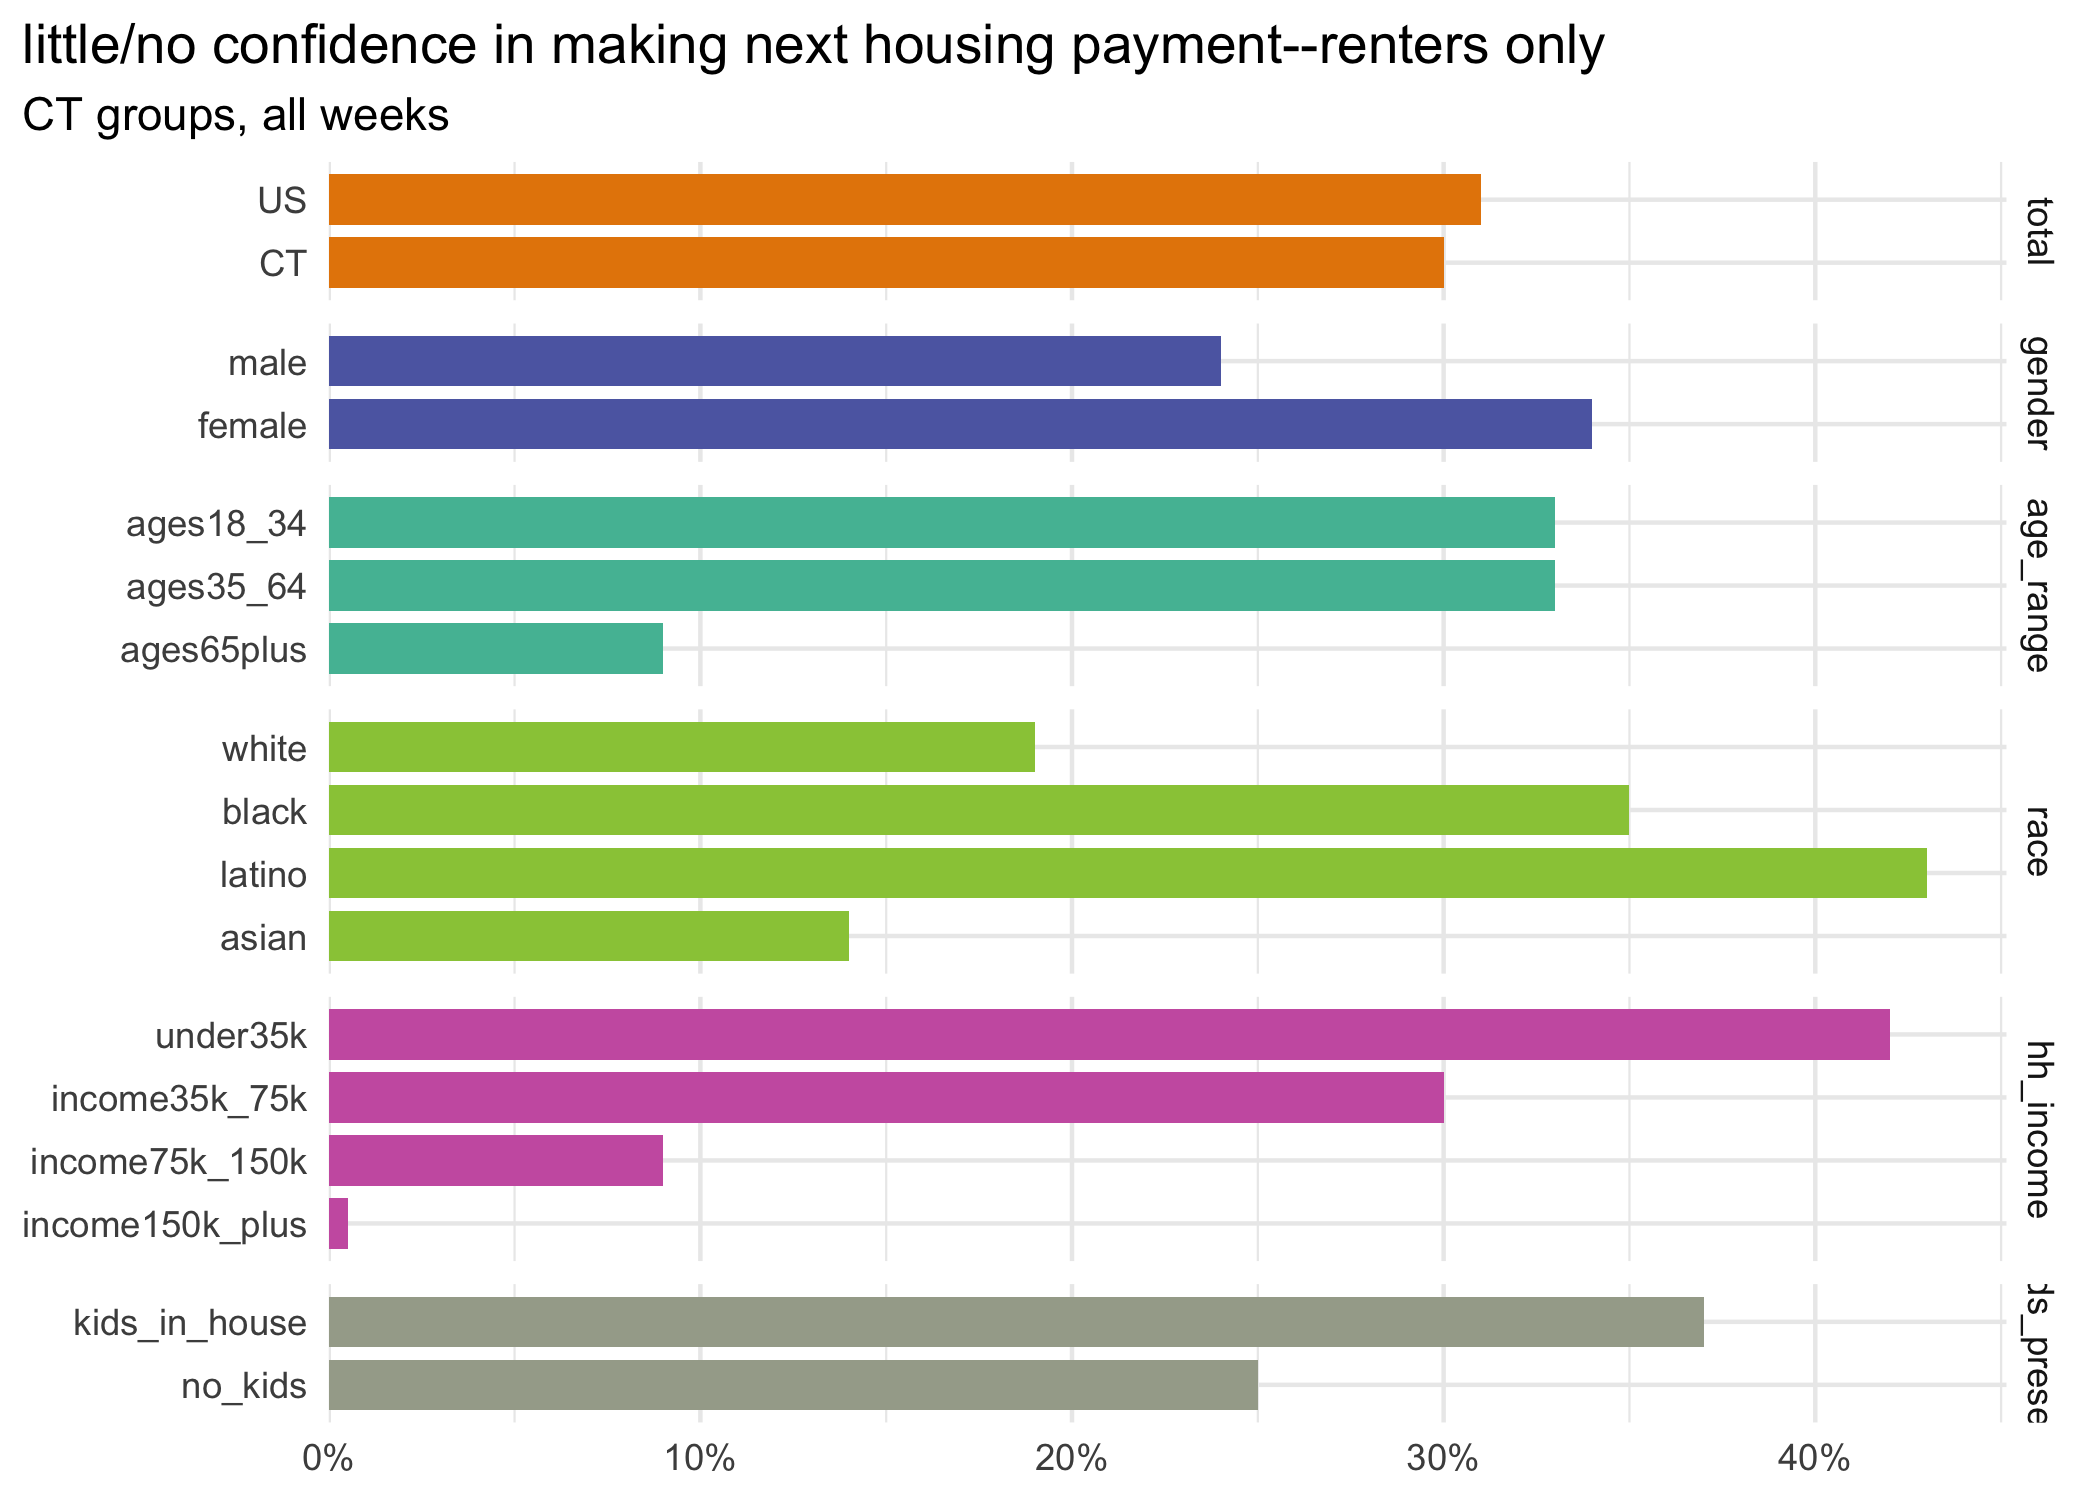 little/no confidence in making next housing payment--renters only
CT groups, all weeks
US
CT
total
male
female
gender
ages18_34
ages35_64
ages65plus
age_range
white
black
latino
asian
race
under35k
income35k_75k
income75k_150k
income150k_plus
hh_income
kids_in_house
no_kids
ds_prese
0% 10% 20% 30% 40%